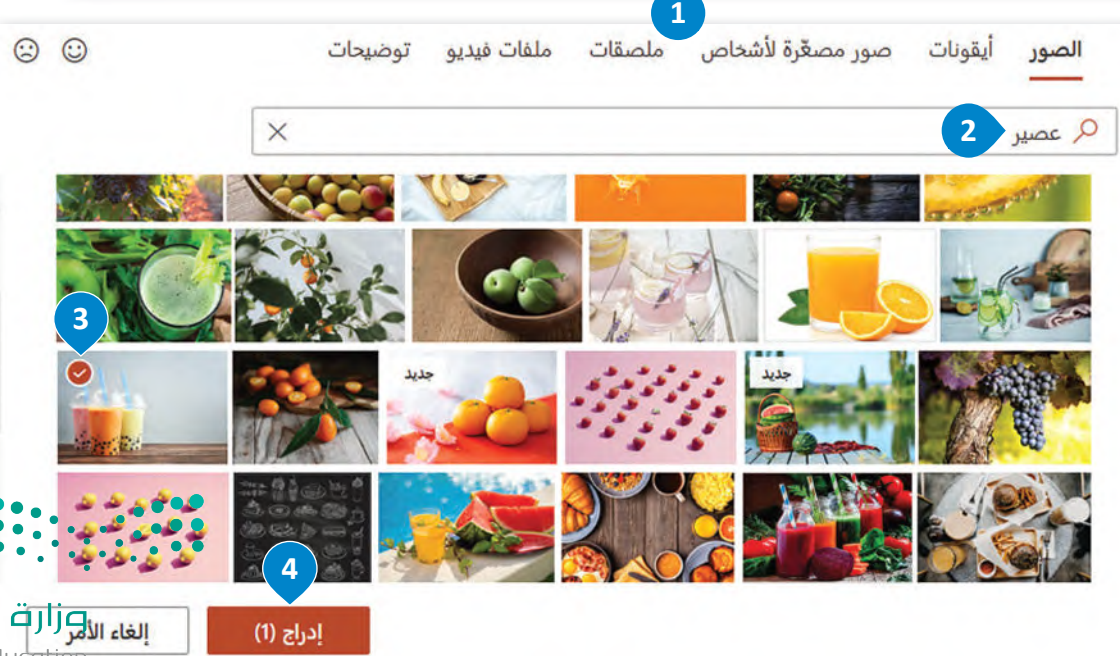 1
الصور أيقونات صور مصغّرة لأشخاص ملصقات ملفات فيديو توضيحات
2 عصير
3
جديد جديد
4
إدراج (1) إلغاء الأمر
وزارة